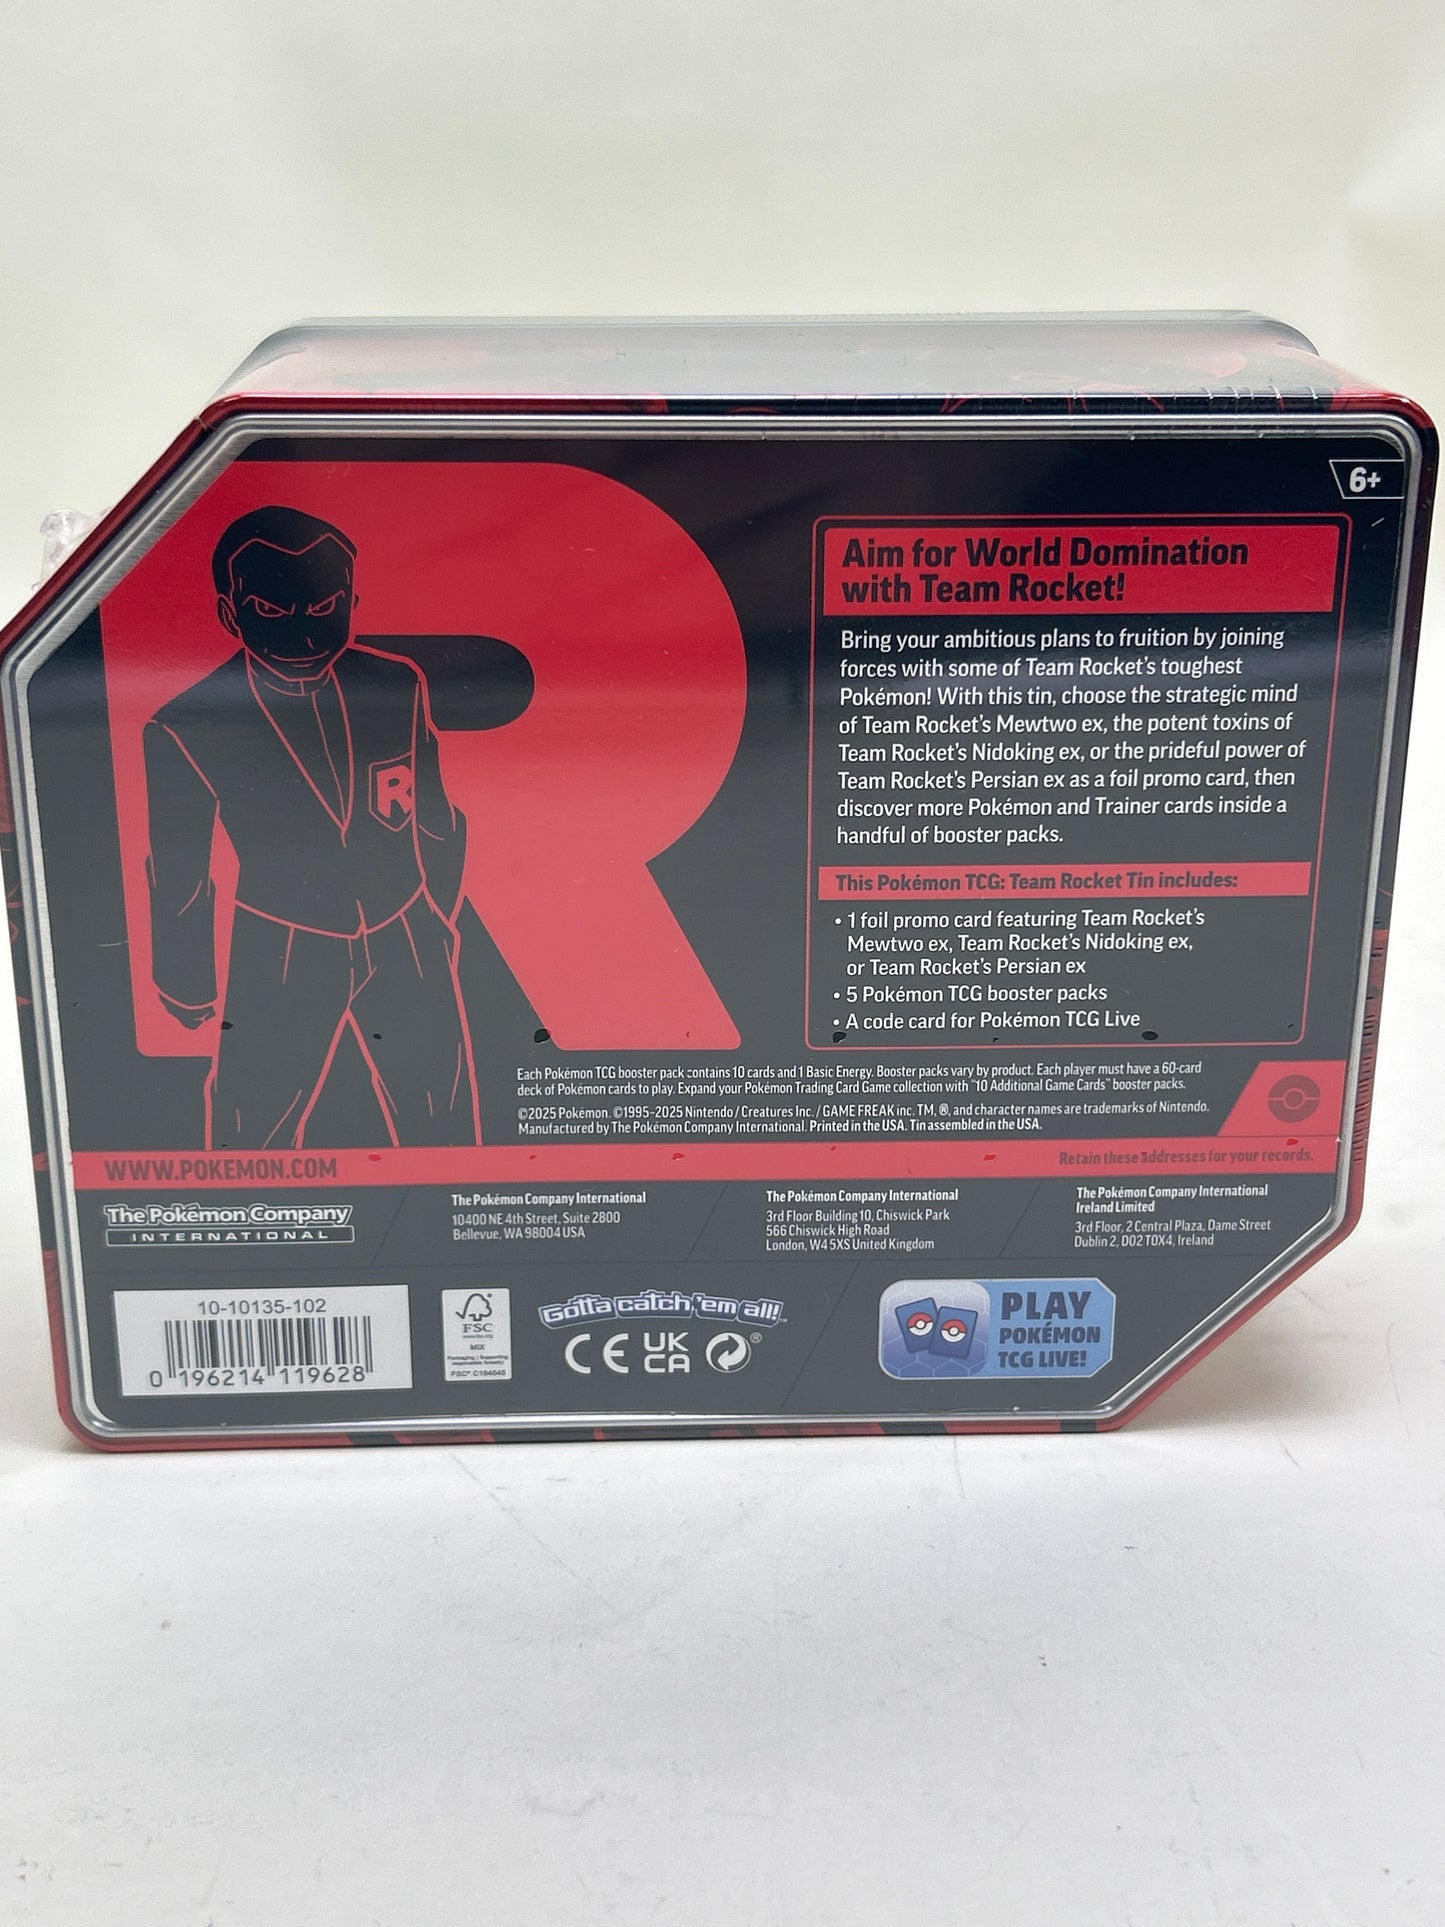 6+
Aim for World Domination
with Team Rocket!
Bring your ambitious plans to fruition by joining
forces with some of Team Rocket's toughest
Pokémon! With this tin, choose the strategic mind
of Team Rocket's Mewtwo ex, the potent toxins of
Team Rocket's Nidoking ex, or the prideful power of
Team Rocket's Persian ex as a foil promo card, then
discover more Pokémon and Trainer cards inside a
handful of booster packs.
This Pokémon TCG: Team Rocket Tin includes:
• 1 foil promo card featuring Team Rocket's
Mewtwo ex, Team Rocket's Nidoking ex,
or Team Rocket's Persian ex
• 5 Pokémon TCG booster packs
• A code card for Pokémon TCG Live
R
R
Each Pokémon TCG booster pack contains 10 cards and 1 Basic Energy. Booster packs vary by product. Each player must have a 60-card
deck of Pokémon cards to play. Expand your Pokémon Trading Card Game collection with "10 Additional Game Cards" booster packs.
©2025 Pokémon. ©1995–2025 Nintendo / Creatures Inc. / GAME FREAK inc. TM, ®, and character names are trademarks of Nintendo.
Manufactured by The Pokémon Company International. Printed in the USA. Tin assembled in the USA.
WWW.POKEMON.COM
Retain these addresses for your records.
The Pokémon Company
INTERNATIONAL
The Pokémon Company International
10400 NE 4th Street, Suite 2800
Bellevue, WA 98004 USA
The Pokémon Company International
3rd Floor Building 10, Chiswick Park
566 Chiswick High Road
London, W4 5XS United Kingdom
The Pokémon Company International
Ireland Limited
3rd Floor, 2 Central Plaza, Dame Street
Dublin 2, D02 T0X4, Ireland
10-10135-102
0 196214 119628
FSC
www.fsc.org
MIX
Packaging | Supporting
responsible forestry
FSC® C164645
Gotta catch 'em all!™
CE UK CA ®
PLAY
POKÉMON
TCG LIVE!